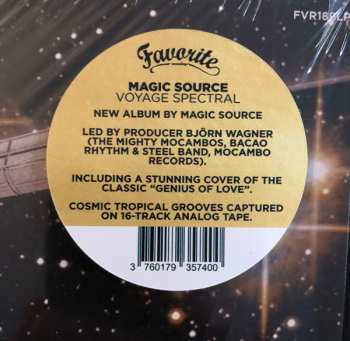 FVR188LP
Favorite
MAGIC SOURCE
VOYAGE SPECTRAL
NEW ALBUM BY MAGIC SOURCE
LED BY PRODUCER BJÖRN WAGNER
(THE MIGHTY MOCAMBOS, BACAO
RHYTHM & STEEL BAND, MOCAMBO
RECORDS).
INCLUDING A STUNNING COVER OF THE
CLASSIC “GENIUS OF LOVE”.
COSMIC TROPICAL GROOVES CAPTURED
ON 16-TRACK ANALOG TAPE.
3 760179 357400